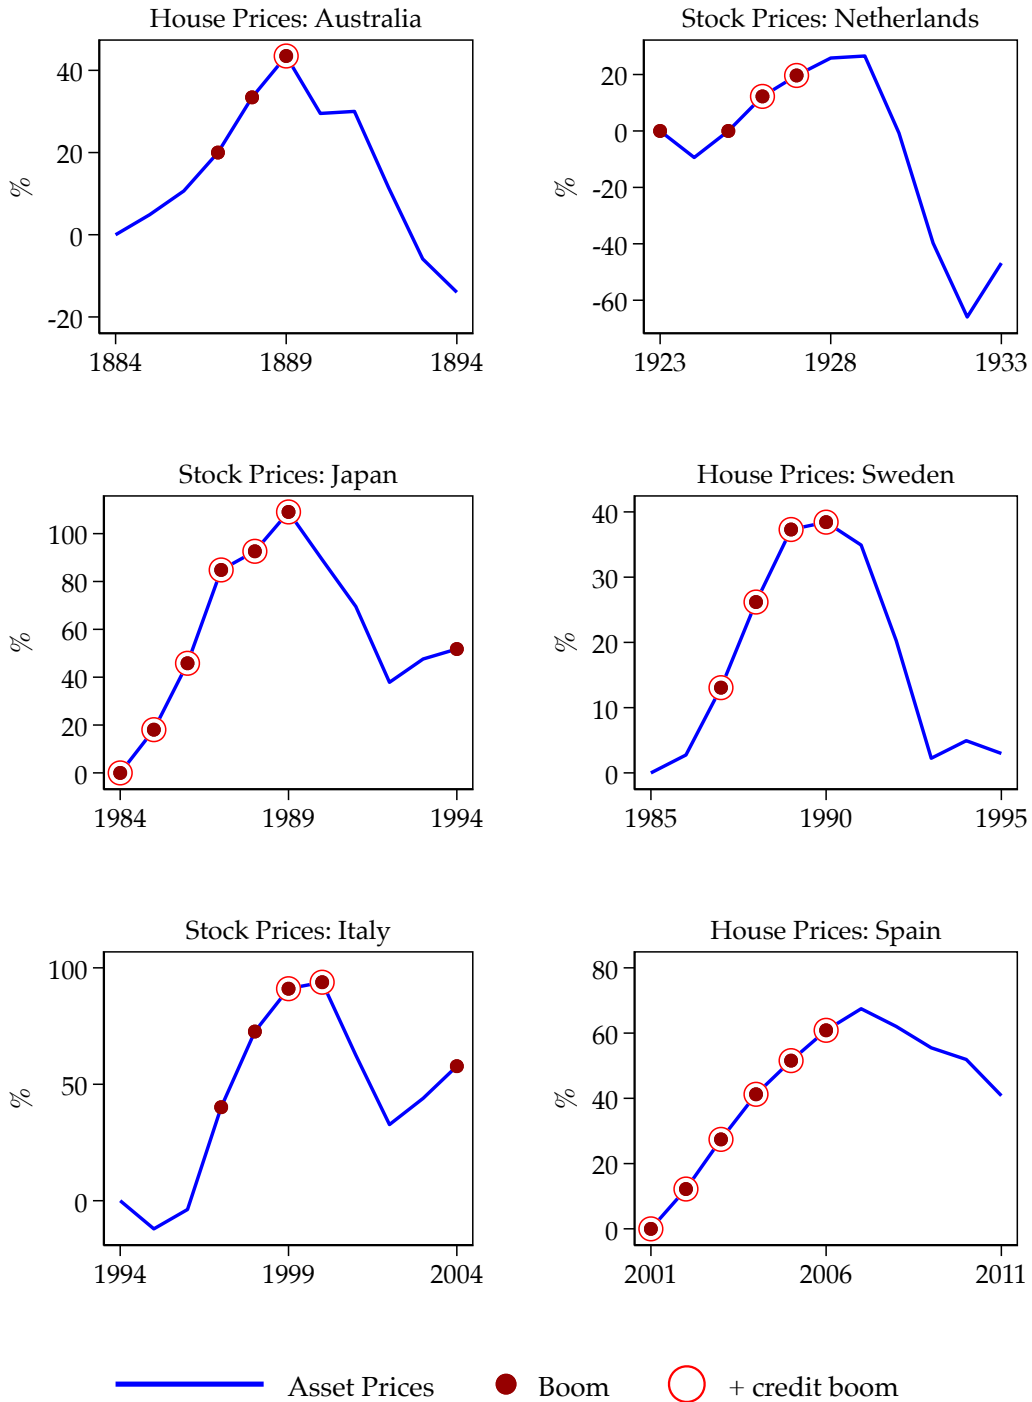 House Prices: Australia
%
40
20
0
-20
1884 1889 1894
Stock Prices: Netherlands
%
20
0
-20
-40
-60
1923 1928 1933
Stock Prices: Japan
%
100
80
60
40
20
0
1984 1989 1994
House Prices: Sweden
%
40
30
20
10
0
1985 1990 1995
Stock Prices: Italy
%
100
50
0
1994 1999 2004
House Prices: Spain
%
80
60
40
20
0
2001 2006 2011
Asset Prices Boom + credit boom